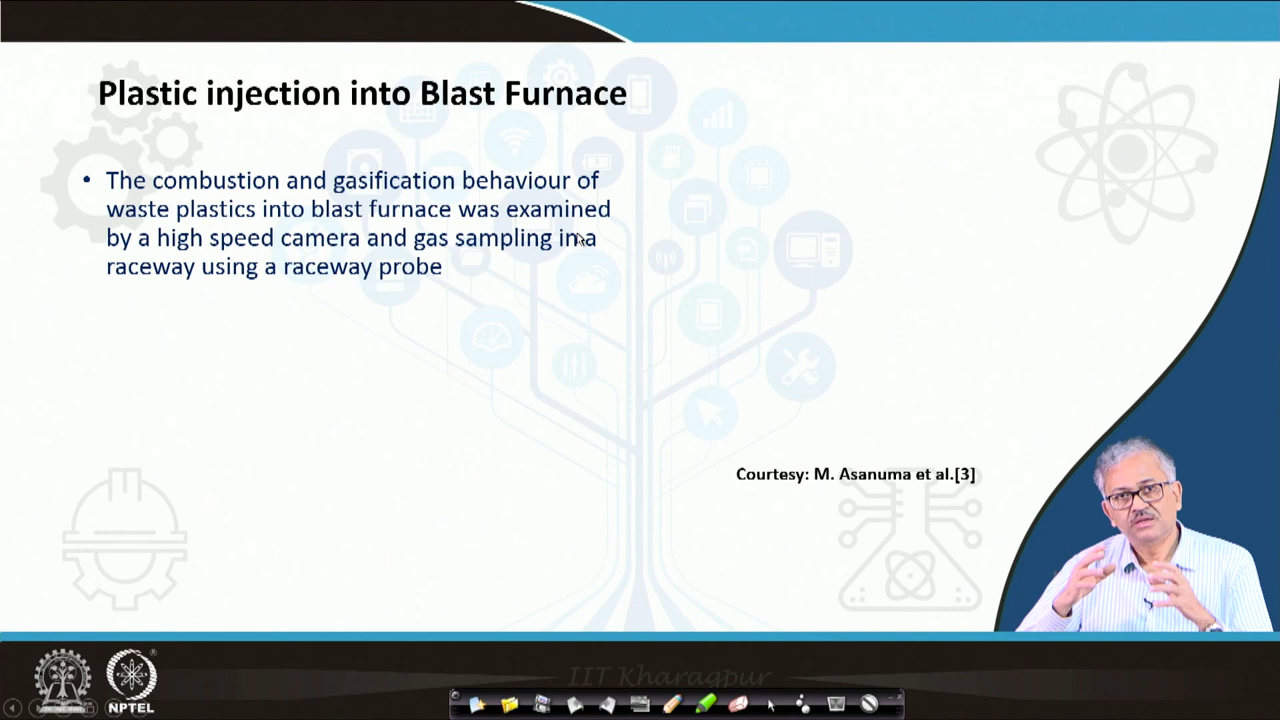 Plastic injection into Blast Furnace
• The combustion and gasification behaviour of
waste plastics into blast furnace was examined
by a high speed camera and gas sampling in a
raceway using a raceway probe
Courtesy: M. Asanuma et al.[3]
IIT Kharagpur
NPTEL